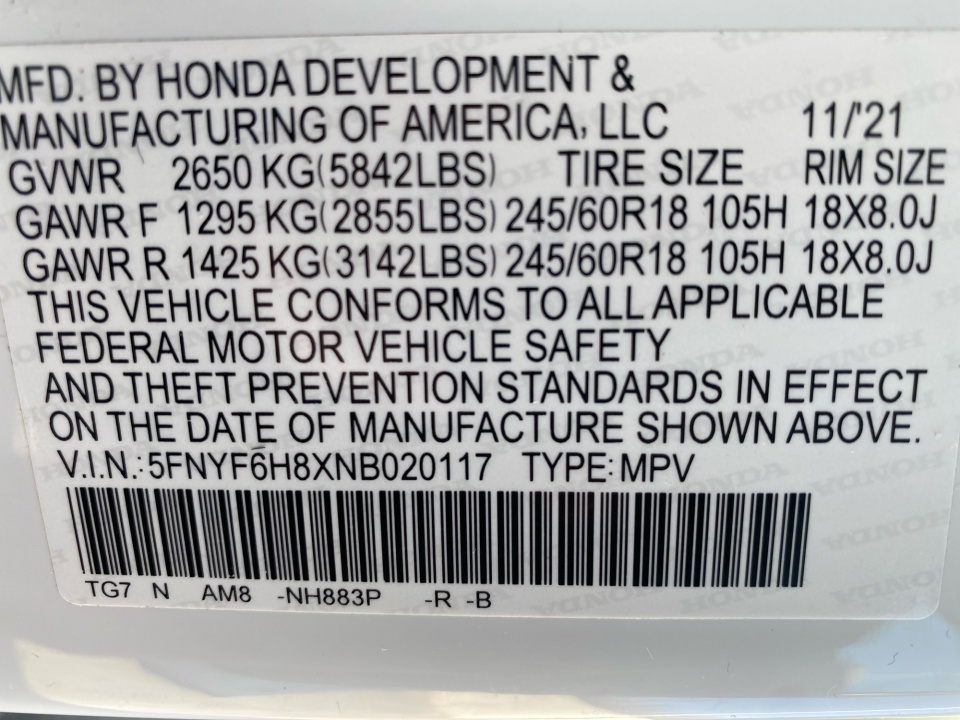 MFD. BY HONDA DEVELOPMENT &
MANUFACTURING OF AMERICA, LLC 11/'21
GVWR 2650 KG(5842LBS) TIRE SIZE RIM SIZE
GAWR F 1295 KG(2855LBS) 245/60R18 105H 18X8.0J
GAWR R 1425 KG(3142LBS) 245/60R18 105H 18X8.0J
THIS VEHICLE CONFORMS TO ALL APPLICABLE
FEDERAL MOTOR VEHICLE SAFETY
AND THEFT PREVENTION STANDARDS IN EFFECT
ON THE DATE OF MANUFACTURE SHOWN ABOVE.
V.I.N.: 5FNYF6H8XNB020117 TYPE: MPV
TG7 N AM8 -NH883P -R -B